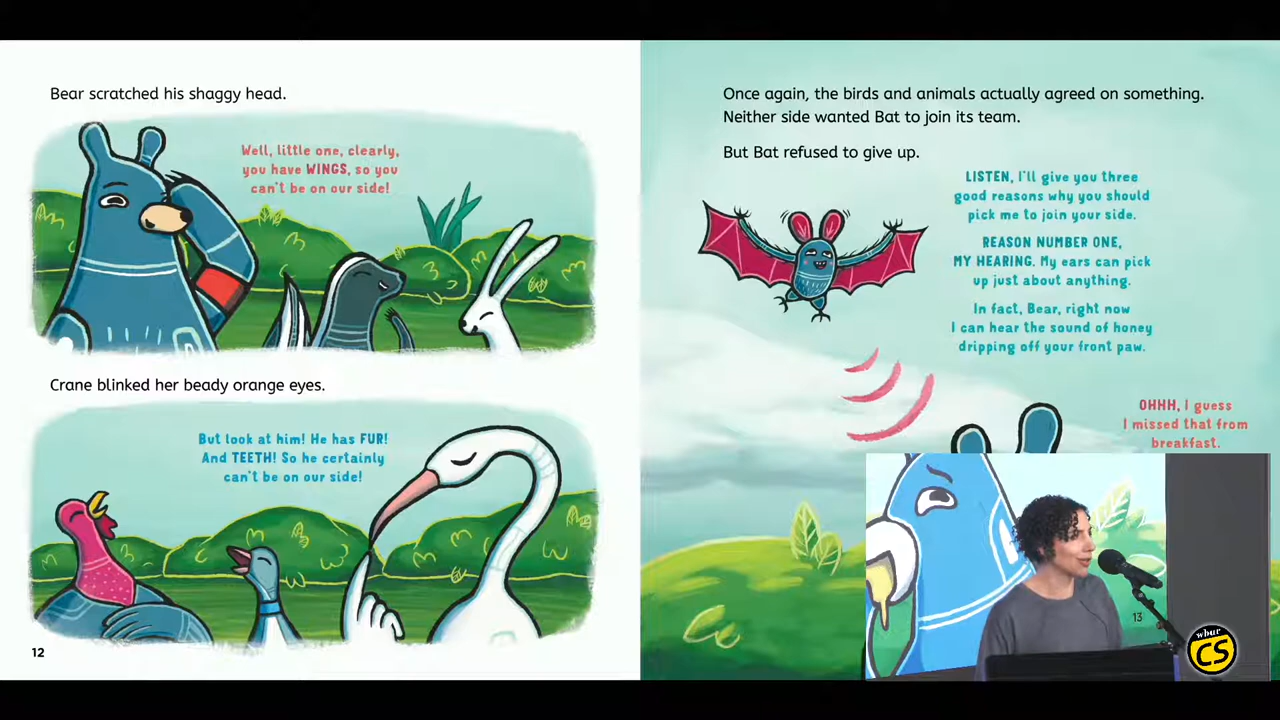 Bear scratched his shaggy head.
Well, little one, clearly,
you have WINGS, so you
can't be on our side!
Crane blinked her beady orange eyes.
But look at him! He has FUR!
And TEETH! So he certainly
can't be on our side!
12
Once again, the birds and animals actually agreed on something.
Neither side wanted Bat to join its team.
But Bat refused to give up.
LISTEN, I'll give you three
good reasons why you should
pick me to join your side.
REASON NUMBER ONE,
MY HEARING. My ears can pick
up just about anything.
In fact, Bear, right now
I can hear the sound of honey
dripping off your front paw.
OHHH, I guess
I missed that from
breakfast.
13
wbur
CS